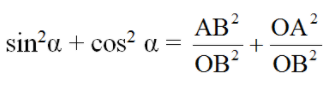 sin²α + cos² α = AB²/OB² + OA²/OB²